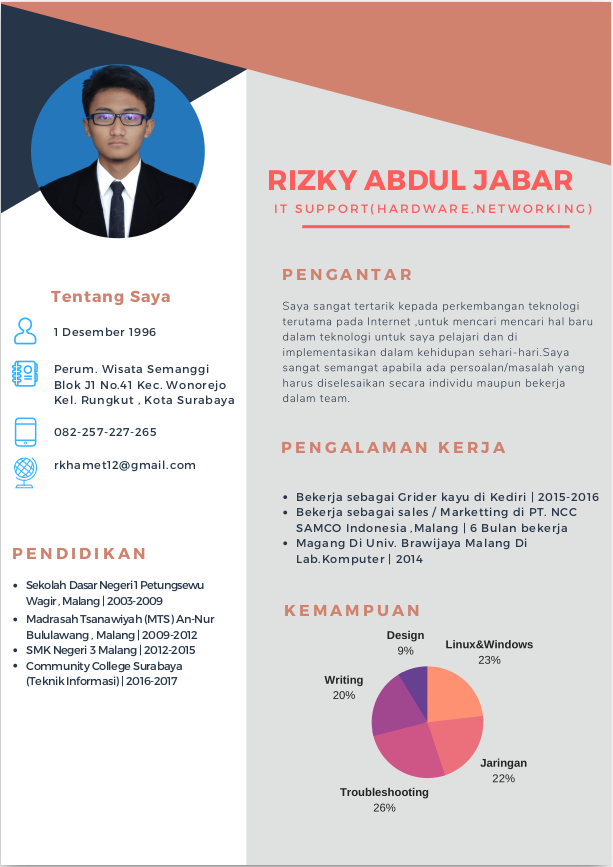 RIZKY ABDUL JABAR
IT SUPPORT(HARDWARE,NETWORKING)
Tentang Saya
1 Desember 1996
Perum. Wisata Semanggi
Blok J1 No.41 Kec. Wonorejo
Kel. Rungkut , Kota Surabaya
082-257-227-265
rkhamet12@gmail.com
PENDIDIKAN
• Sekolah Dasar Negeri 1 Petungsewu
Wagir , Malang | 2003-2009
• Madrasah Tsanawiyah (MTS) An-Nur
Bululawang , Malang | 2009-2012
• SMK Negeri 3 Malang | 2012-2015
• Community College Surabaya
(Teknik Informasi) | 2016-2017
PENGANTAR
Saya sangat tertarik kepada perkembangan teknologi
terutama pada Internet ,untuk mencari mencari hal baru
dalam teknologi untuk saya pelajari dan di
implementasikan dalam kehidupan sehari-hari.Saya
sangat semangat apabila ada persoalan/masalah yang
harus diselesaikan secara individu maupun bekerja
dalam team.
PENGALAMAN KERJA
• Bekerja sebagai Grider kayu di Kediri | 2015-2016
• Bekerja sebagai sales / Marketting di PT. NCC
SAMCO Indonesia ,Malang | 6 Bulan bekerja
• Magang Di Univ. Brawijaya Malang Di
Lab.Komputer | 2014
KEMAMPUAN
Design
9%
Linux&Windows
23%
Writing
20%
Jaringan
22%
Troubleshooting
26%